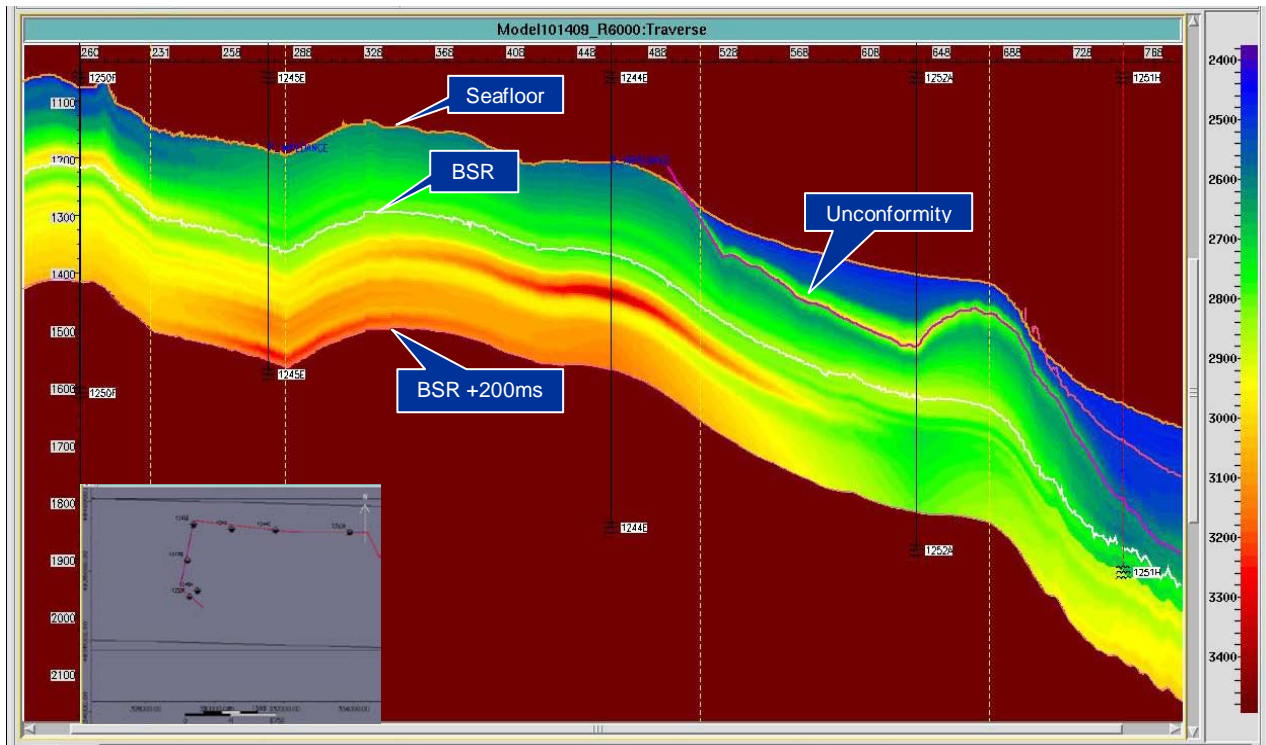 Model101409_R6000:Traverse
260 231 258 288 328 368 408 448 488 528 568 608 648 688 728 768
1250F 1245E 1244E 1252A 1251H
Seafloor
BSR
Unconformity
BSR +200ms
1100
1200
1300
1400
1500
1600
1700
1800
1900
2000
2100
1245E
1250F
1244E
1252A
1251H
2400
2500
2600
2700
2800
2900
3000
3100
3200
3300
3400